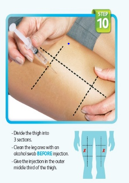 STEP
10
- Divide the thigh into
3 sections.
- Clean the leg area with an
alcohol swab BEFORE injection.
- Give the injection in the outer
middle third of the thigh.